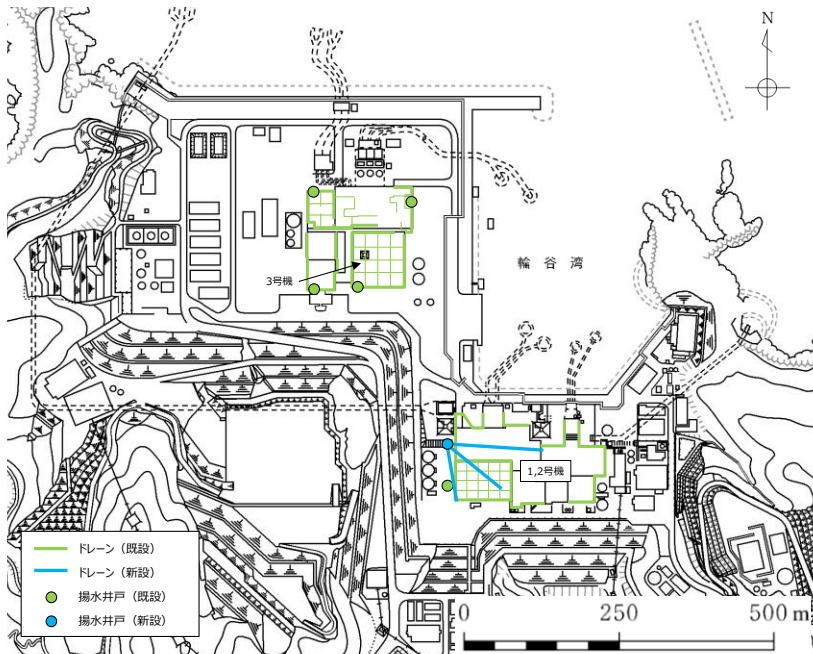 N
輪谷湾
3号機
1,2号機
ドレーン（既設）
ドレーン（新設）
揚水井戸（既設）
揚水井戸（新設）
0 250 500 m